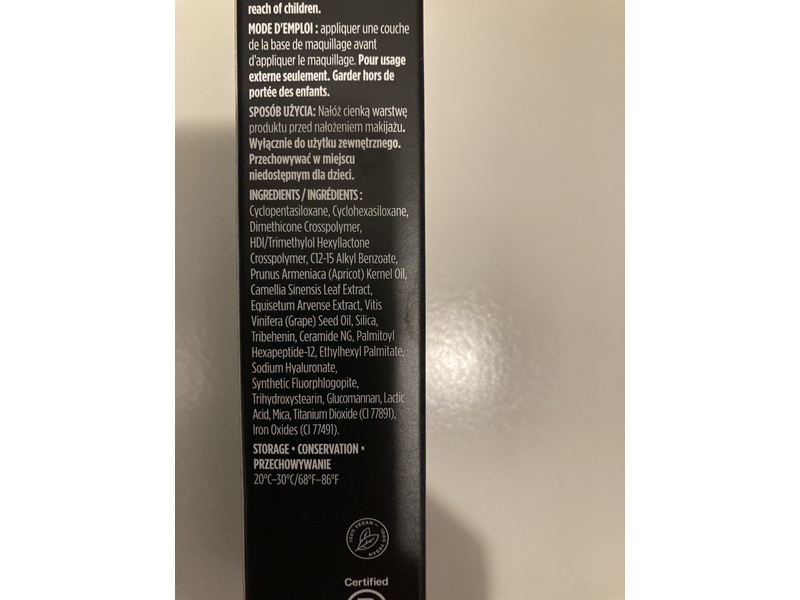 reach of children.
MODE D'EMPLOI : appliquer une couche
de la base de maquillage avant
d'appliquer le maquillage. Pour usage
externe seulement. Garder hors de
portée des enfants.
SPOSÓB UŻYCIA: Nałóż cienką warstwę
produktu przed nałożeniem makijażu.
Wyłącznie do użytku zewnętrznego.
Przechowywać w miejscu
niedostępnym dla dzieci.
INGREDIENTS / INGRÉDIENTS :
Cyclopentasiloxane, Cyclohexasiloxane,
Dimethicone Crosspolymer,
HDI/Trimethylol Hexyllactone
Crosspolymer, C12-15 Alkyl Benzoate,
Prunus Armeniaca (Apricot) Kernel Oil,
Camellia Sinensis Leaf Extract,
Equisetum Arvense Extract, Vitis
Vinifera (Grape) Seed Oil, Silica,
Tribehenin, Ceramide NG, Palmitoyl
Hexapeptide-12, Ethylhexyl Palmitate,
Sodium Hyaluronate,
Synthetic Fluorphlogopite,
Trihydroxystearin, Glucomannan, Lactic
Acid, Mica, Titanium Dioxide (CI 77891),
Iron Oxides (CI 77491).
STORAGE • CONSERVATION •
PRZECHOWYWANIE
20°C–30°C/68°F–86°F
100% VEGAN – 100% VEGAN –
Certified